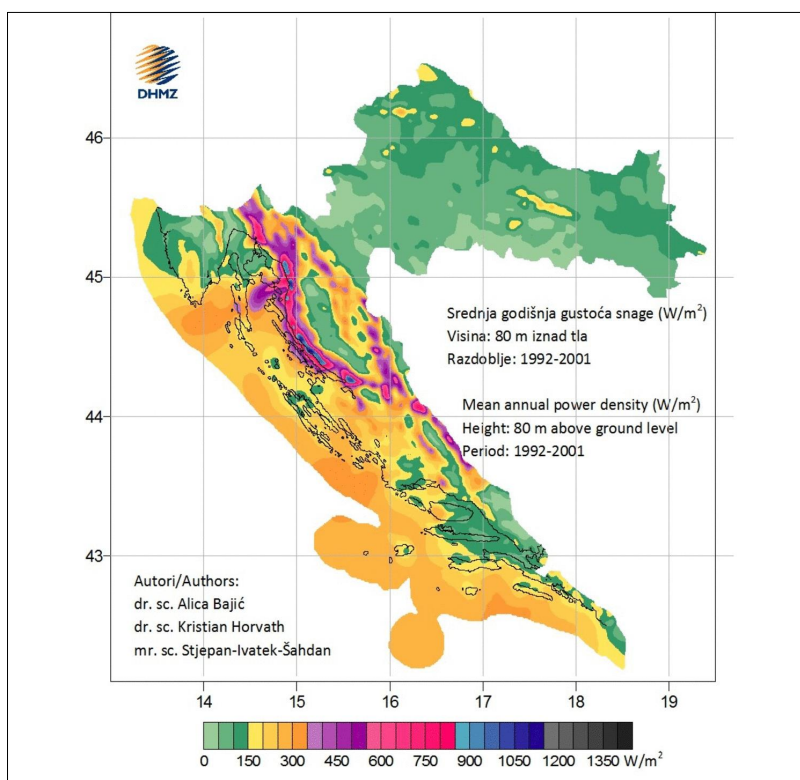 DHMZ
46
45
44
43
42
41
Srednja godišnja gustoća snage (W/m²)
Visina: 80 m iznad tla
Razdoblje: 1992-2001
Mean annual power density (W/m²)
Height: 80 m above ground level
Period: 1992-2001
Autori/Authors:
dr. sc. Alica Bajić
dr. sc. Kristian Horvath
mr. sc. Stjepan-Ivatek-Šahdan
14 15 16 17 18 19
0 150 300 450 600 750 900 1050 1200 1350 W/m²